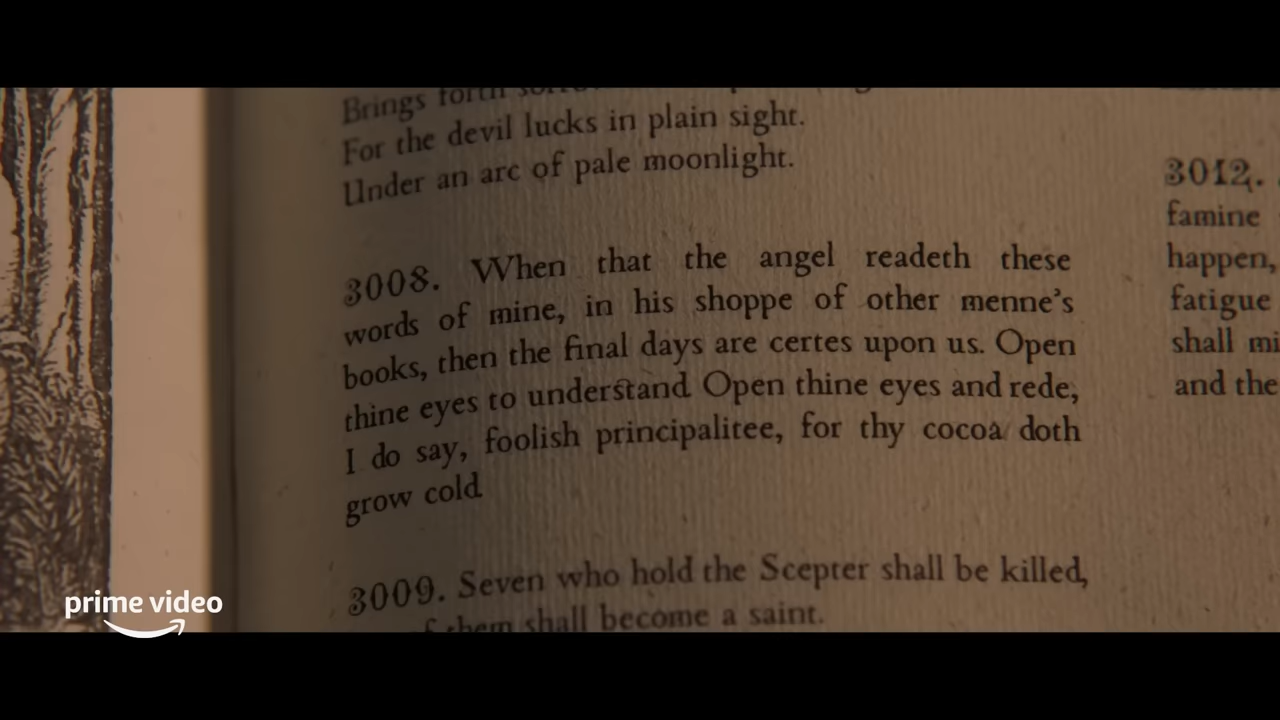 Brings forth
For the devil lucks in plain sight.
Under an arc of pale moonlight.
3008. When that the angel readeth these
words of mine, in his shoppe of other menne's
books, then the final days are certes upon us. Open
thine eyes to understand. Open thine eyes and rede,
I do say, foolish principalitee, for thy cocoa doth
grow cold.
3009. Seven who hold the Scepter shall be killed,
of them shall become a saint.
3012.
famine
happen,
fatigue
shall
and the
prime video